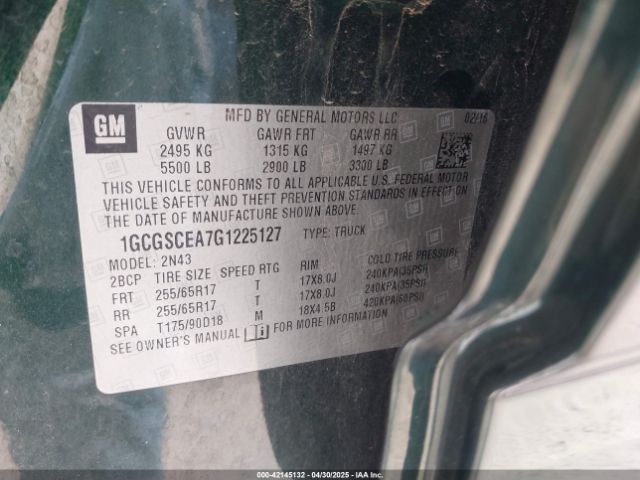 GM
MFD BY GENERAL MOTORS LLC 02/16
GVWR GAWR FRT GAWR RR
2495 KG 1315 KG 1497 KG
5500 LB 2900 LB 3300 LB
THIS VEHICLE CONFORMS TO ALL APPLICABLE U.S. FEDERAL MOTOR
VEHICLE SAFETY AND THEFT PREVENTION STANDARDS IN EFFECT ON
THE DATE OF MANUFACTURE SHOWN ABOVE.
1GCGSCEA7G1225127 TYPE: TRUCK
MODEL: 2N43
2BCP TIRE SIZE SPEED RTG RIM COLD TIRE PRESSURE
FRT 255/65R17 T 17X8.0J 240KPA(35PSI)
RR 255/65R17 T 17X8.0J 240KPA(35PSI)
SPA T175/90D18 M 18X4.5B 420KPA(60PSI)
SEE OWNER'S MANUAL i FOR MORE INFORMATION
000-42145132 - 04/30/2025 - IAA Inc.